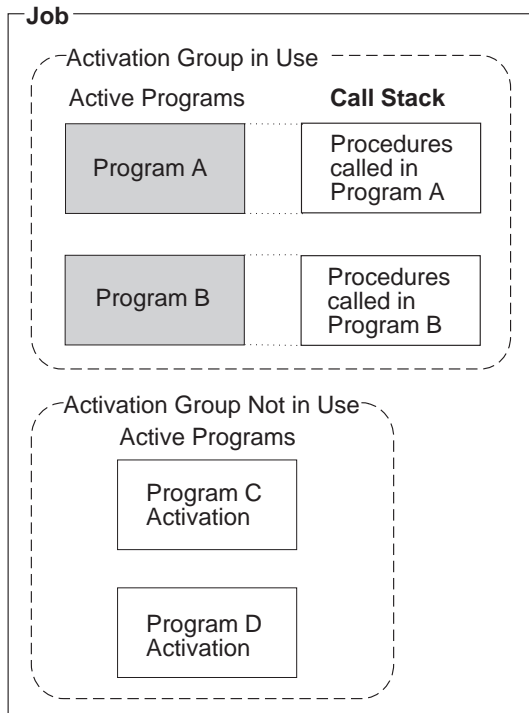 Job
Activation Group in Use
Active Programs
Call Stack
Program A
Procedures
called in
Program A
Program B
Procedures
called in
Program B
Activation Group Not in Use
Active Programs
Program C
Activation
Program D
Activation